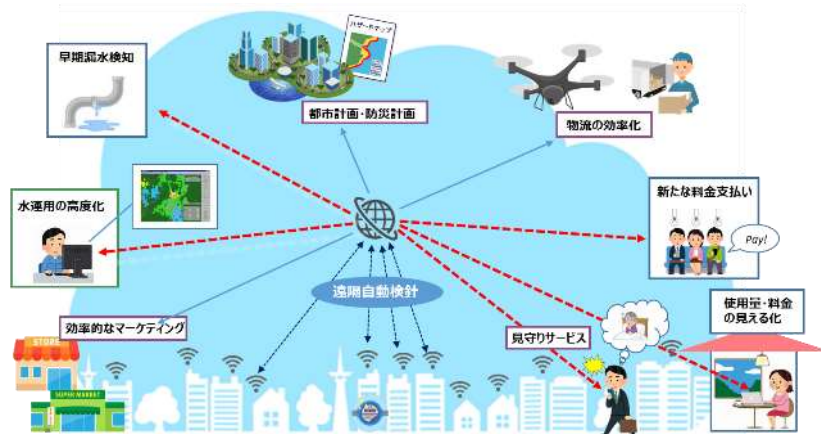 早期漏水検知
ハザードマップ
都市計画・防災計画
物流の効率化
水運用の高度化
新たな料金支払い
Pay!
遠隔自動検針
使用量・料金
の見える化
効率的なマーケティング
見守りサービス
STORE
SUPER MARKET